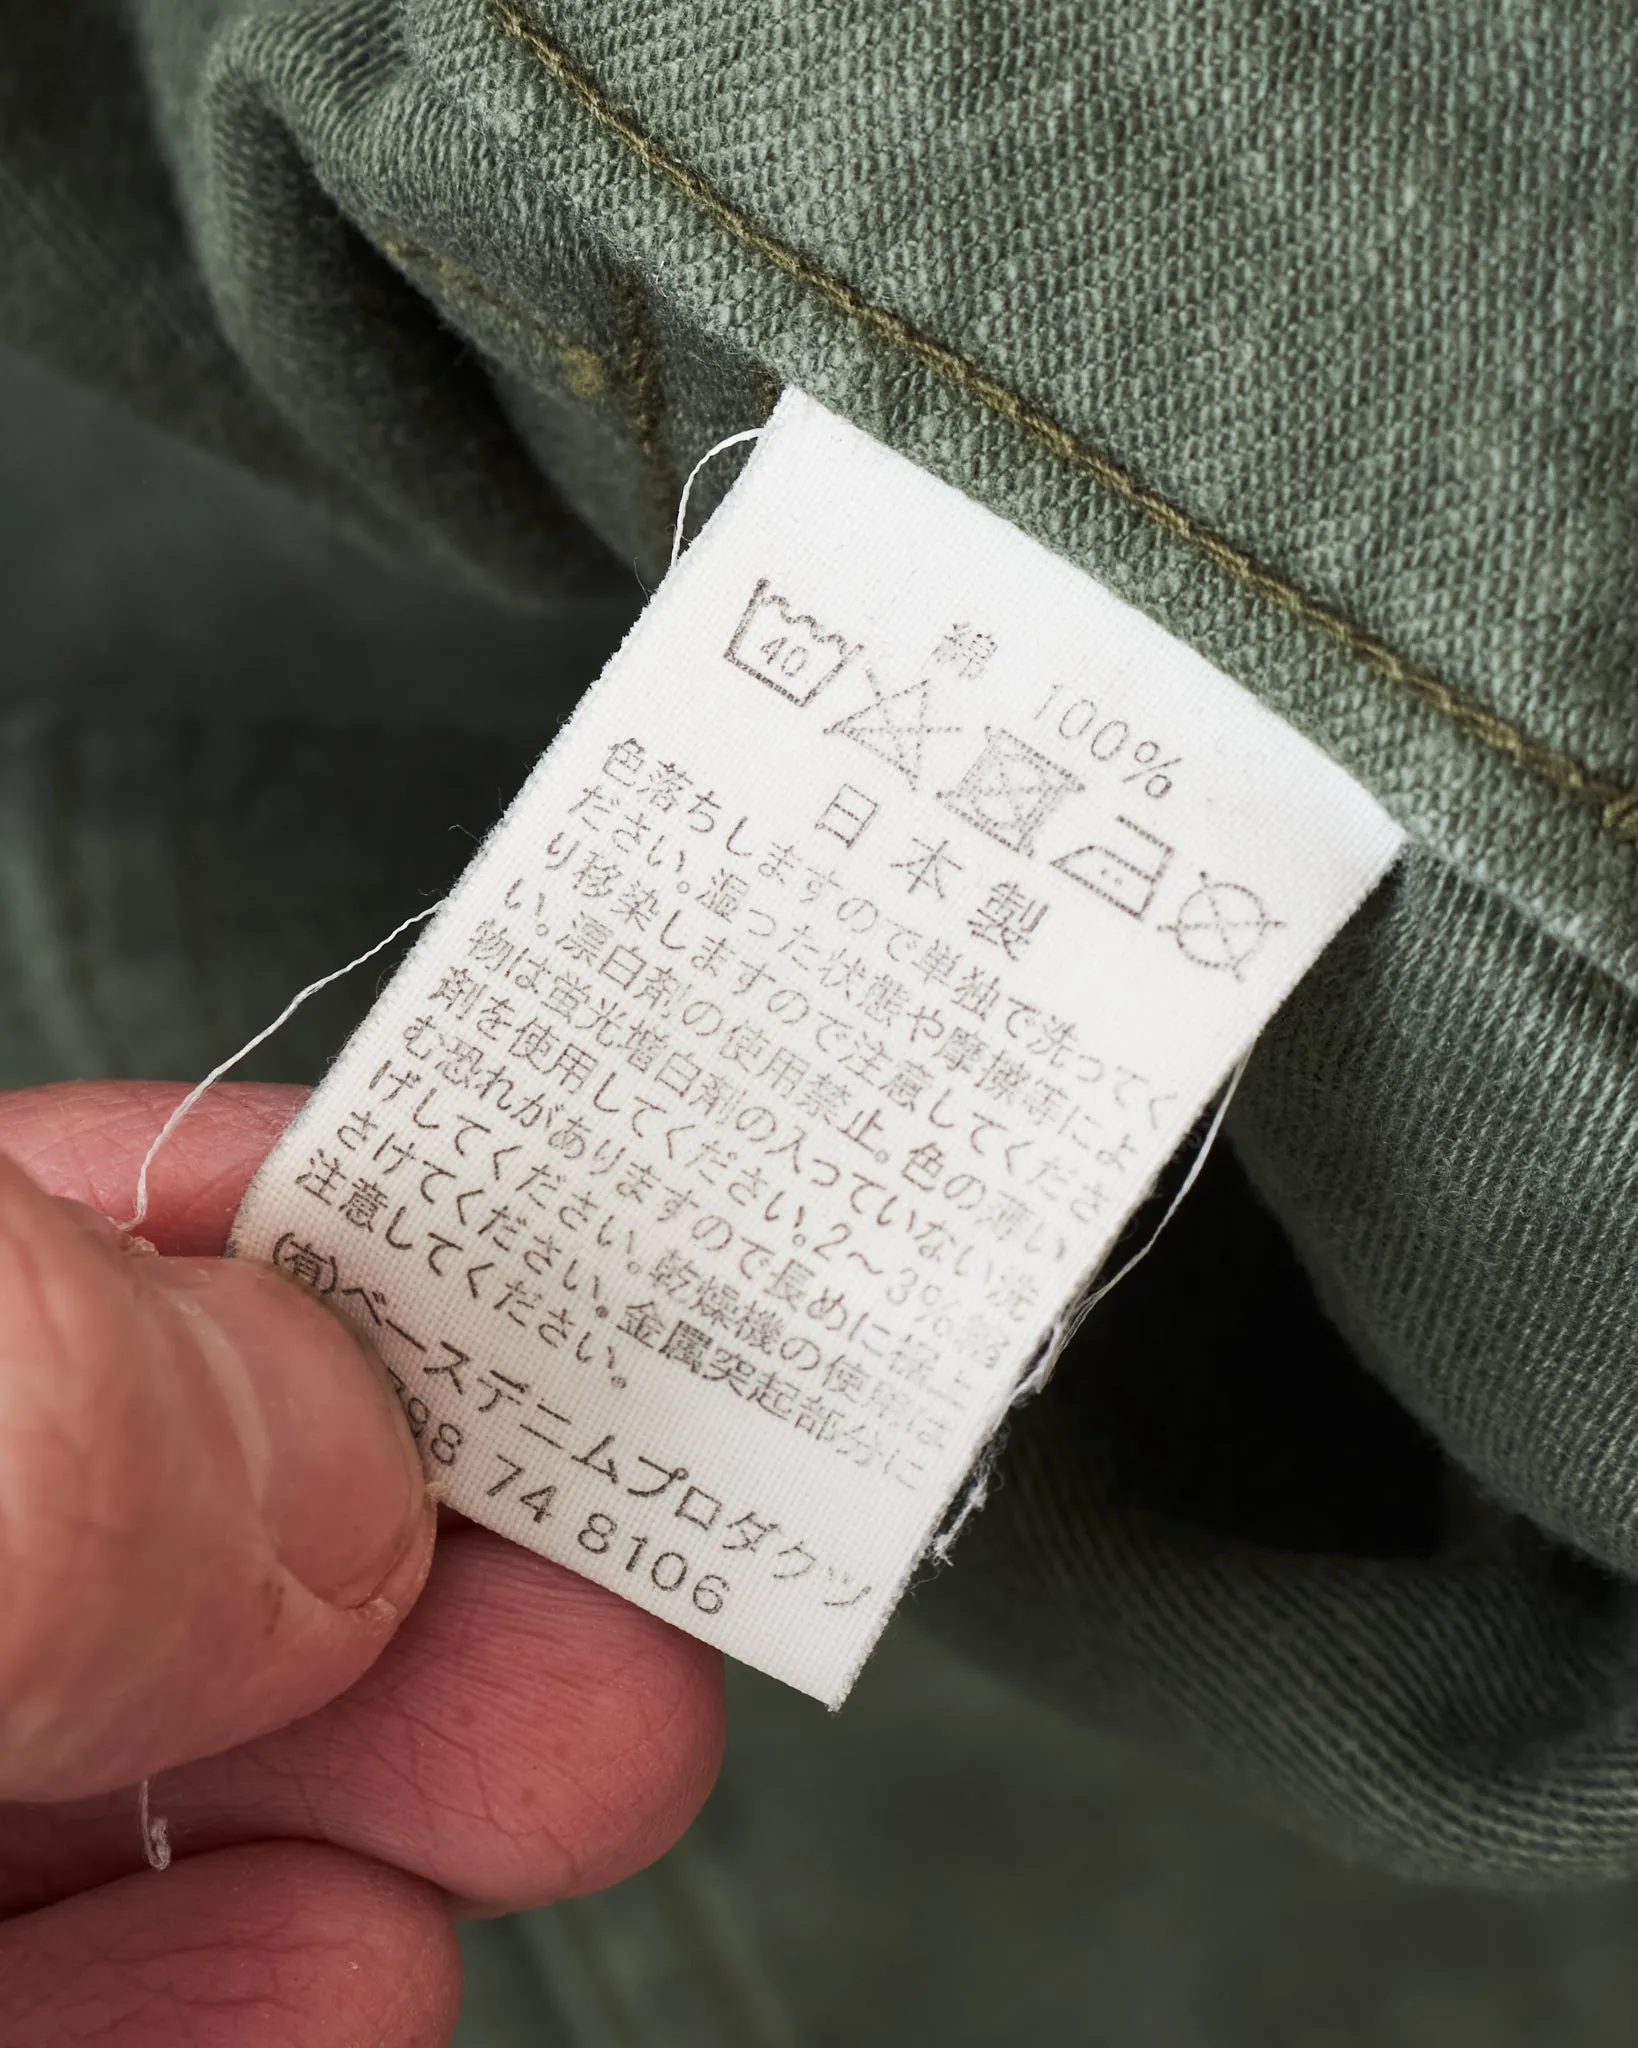 綿 100%
40
日本製
色落ちしますので単独で洗ってく
ださい。湿った状態や摩擦等によ
り移染しますので注意してくださ
い。漂白剤の使用禁止。色の薄い
物は蛍光増白剤の入っていない洗
剤を使用してください。2〜3%縮
む恐れがありますので長めに裾上
げしてください。乾燥機の使用は
さけてください。金属突起部分に
注意してください。
(有)ベースデニムプロダクツ
798 74 8106